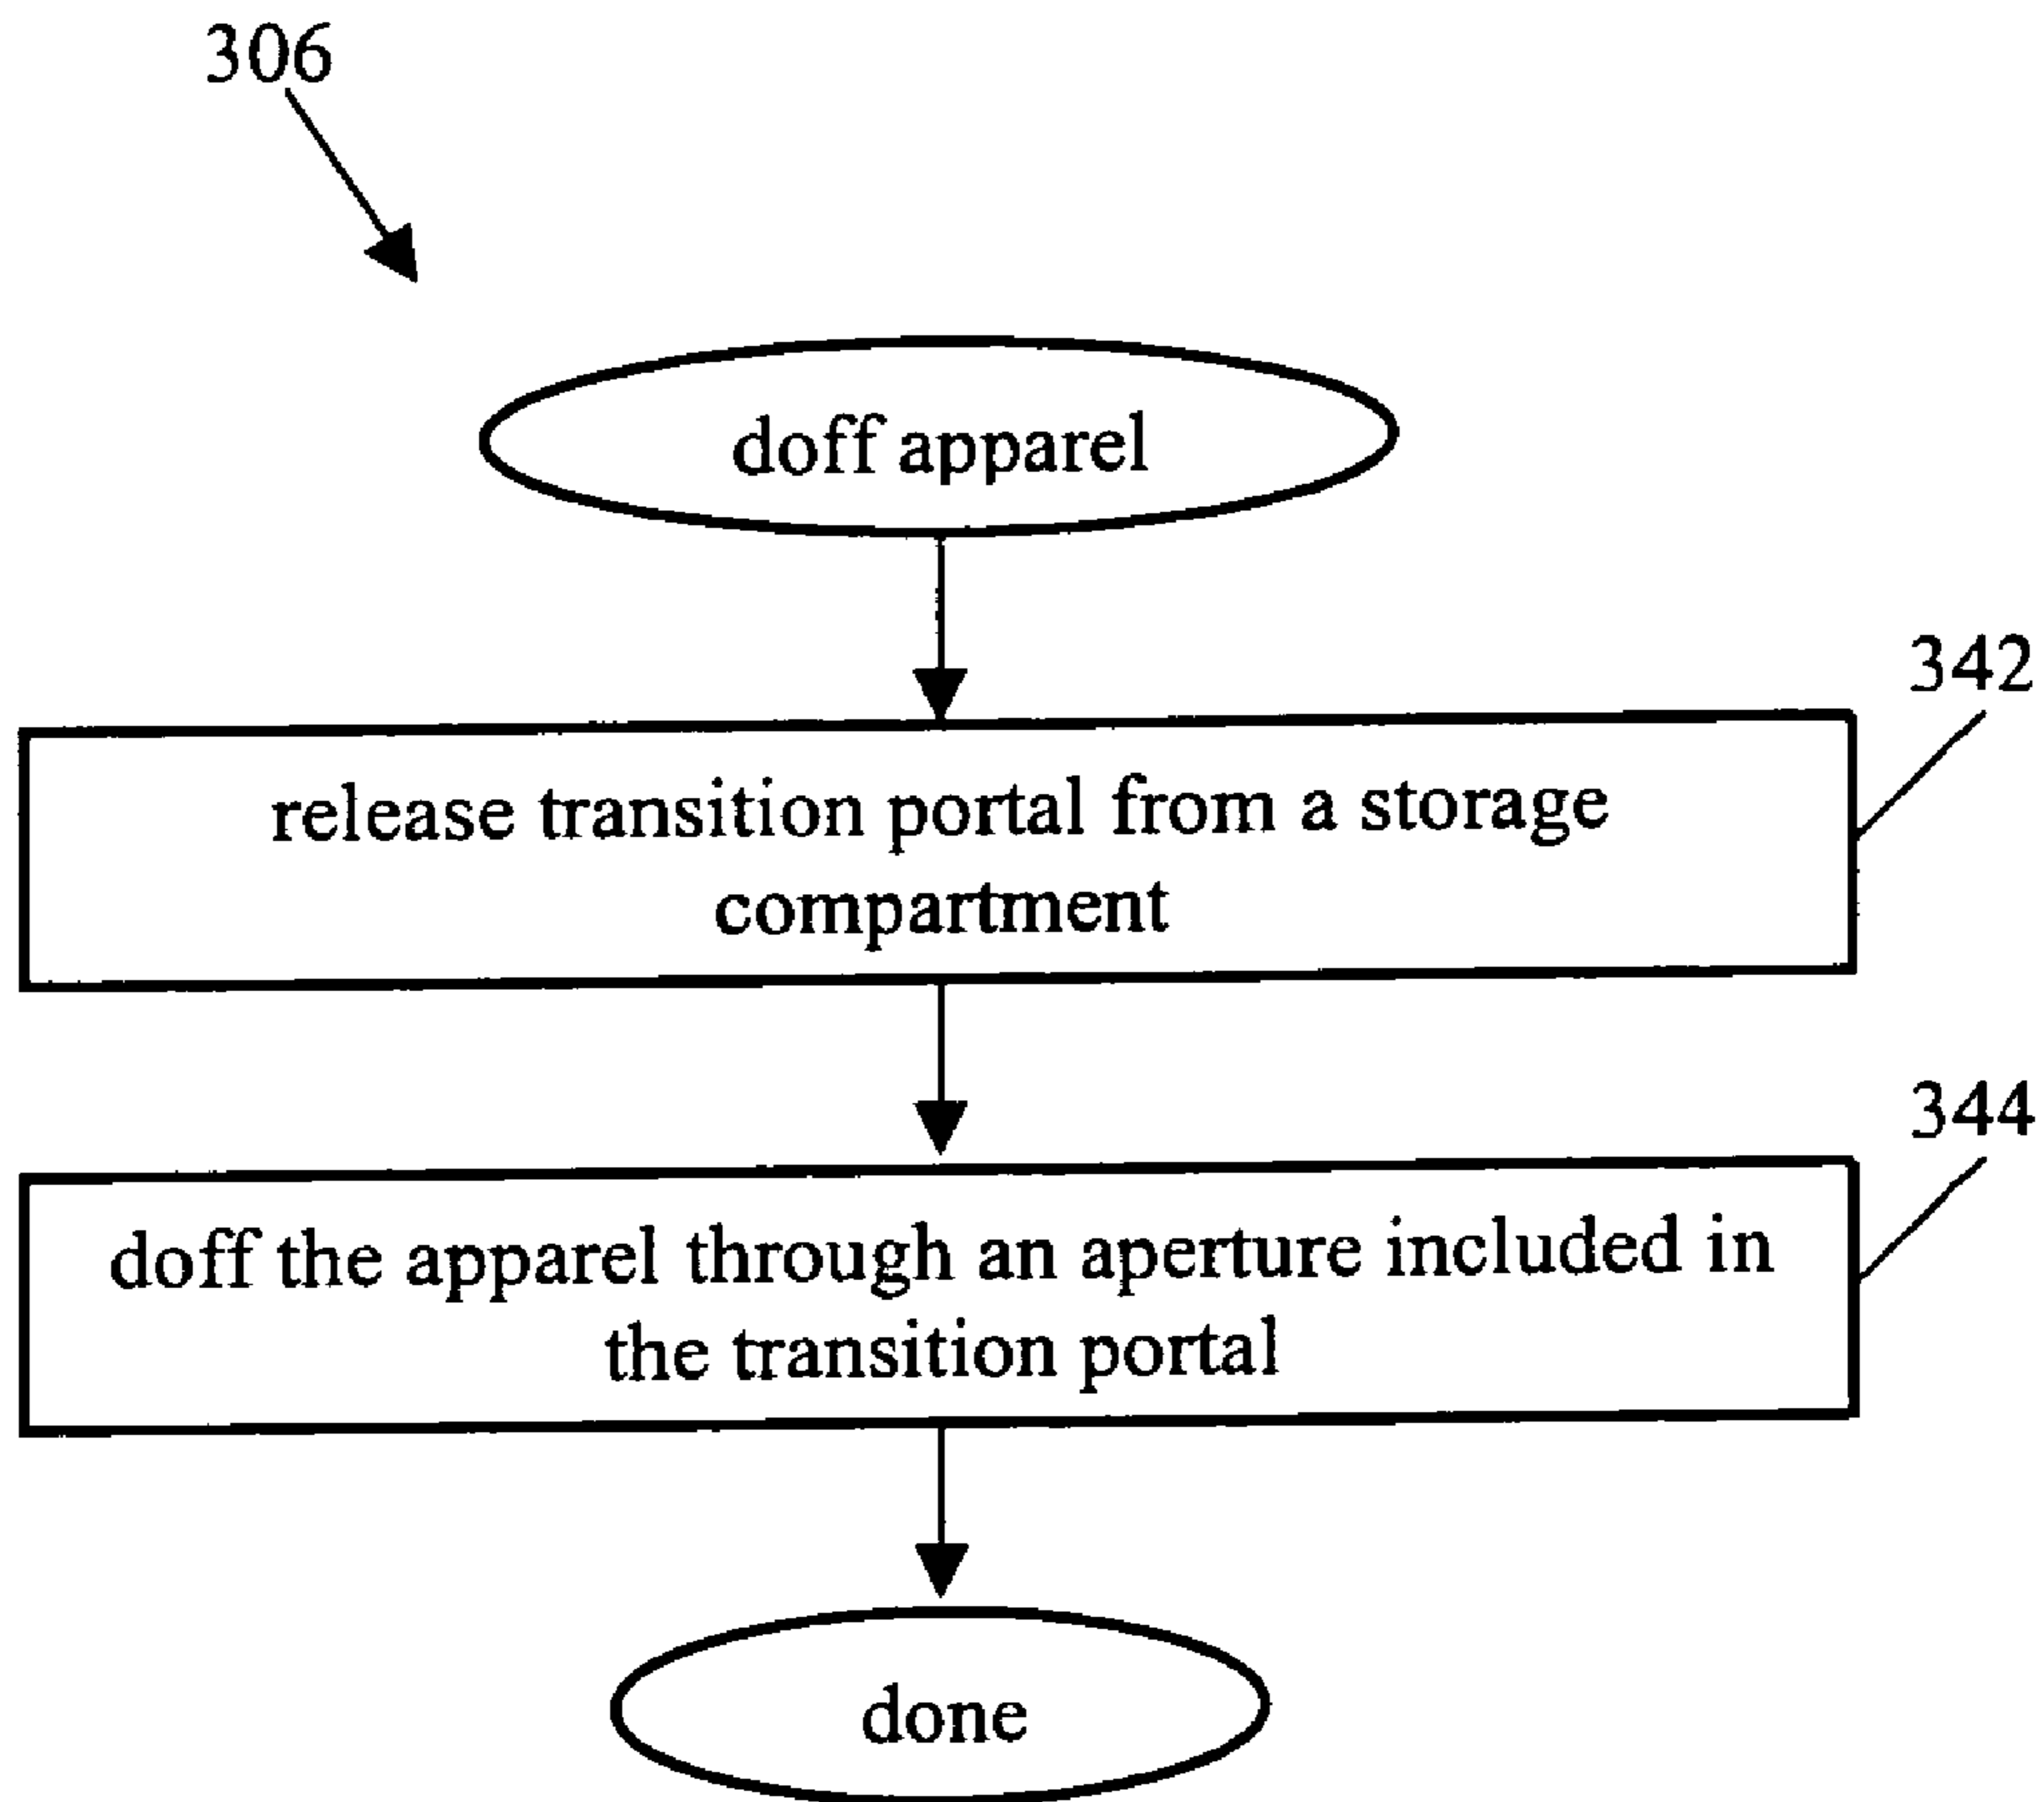 306
doff apparel
342
release transition portal from a storage
compartment
344
doff the apparel through an aperture included in
the transition portal
done